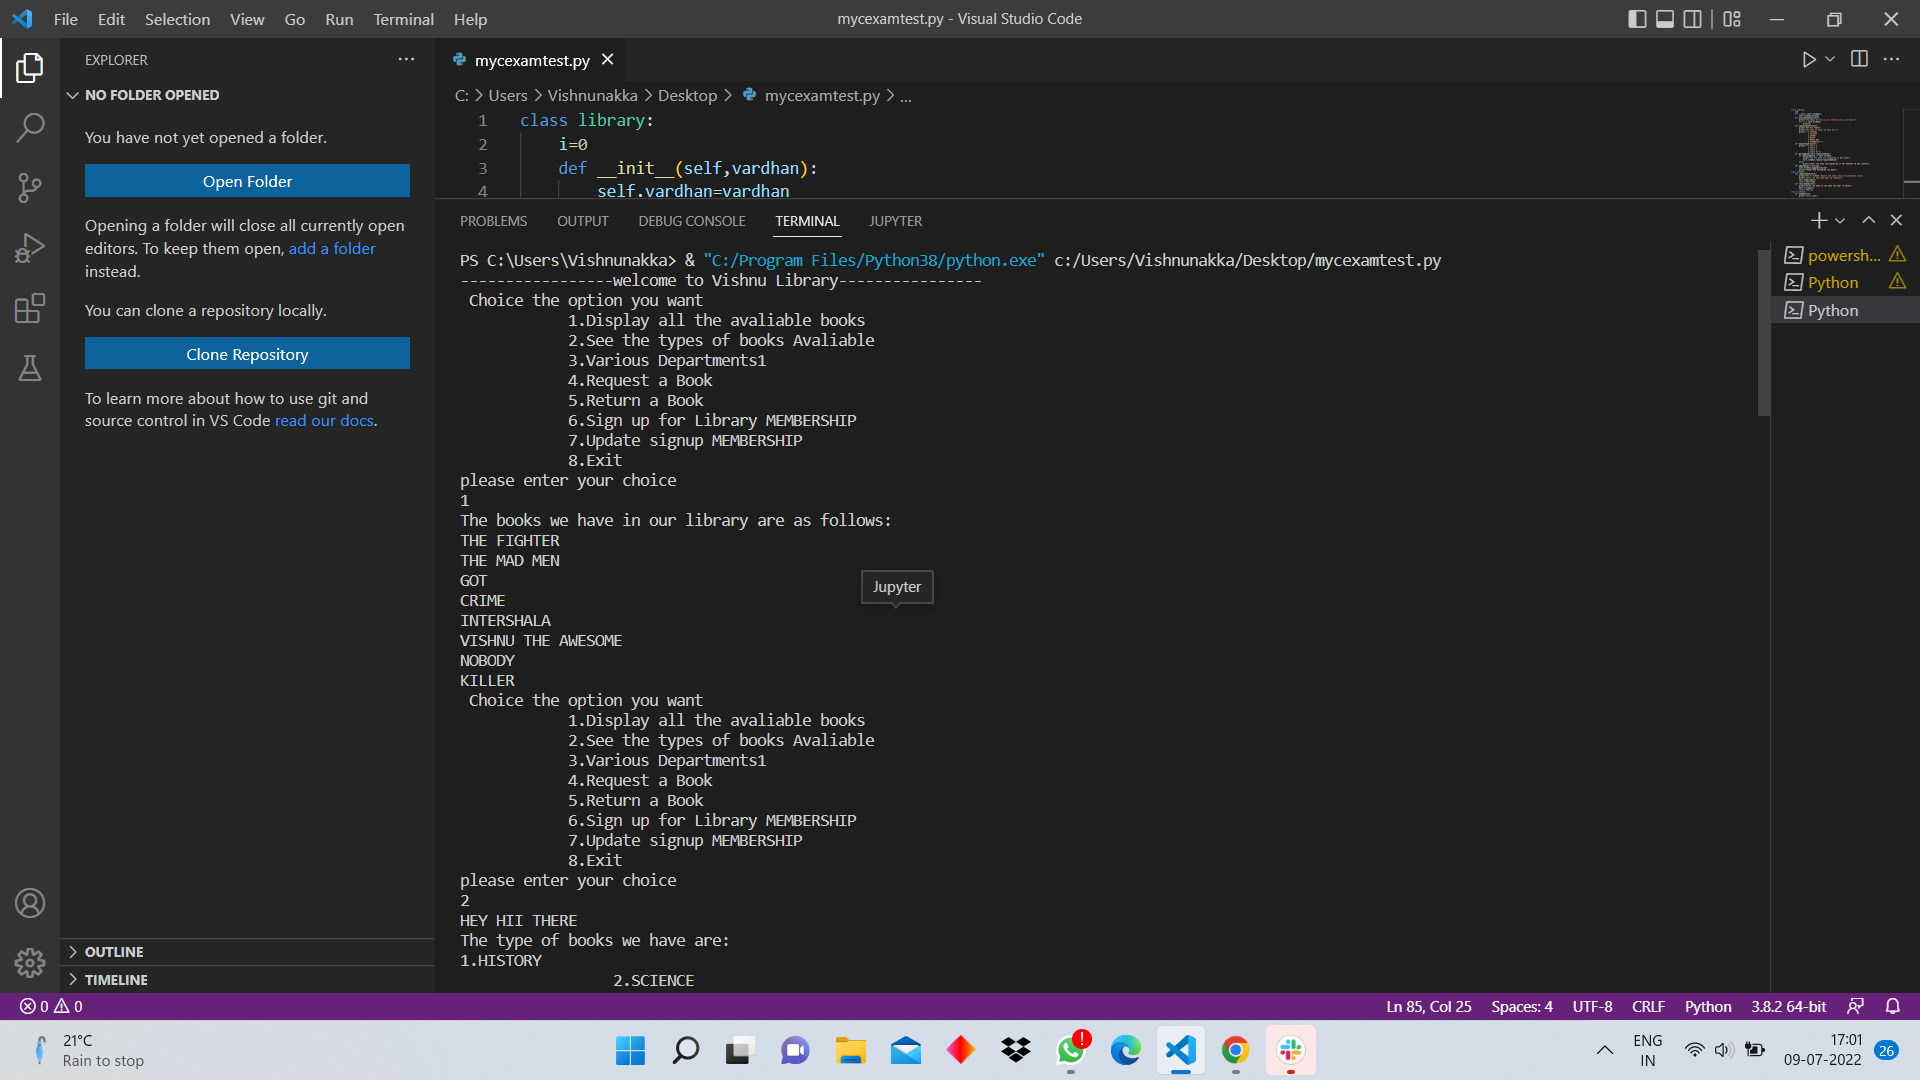 File Edit Selection View Go Run Terminal Help
mycexamtest.py - Visual Studio Code
EXPLORER
NO FOLDER OPENED
You have not yet opened a folder.
Open Folder
Opening a folder will close all currently open
editors. To keep them open, add a folder
instead.
You can clone a repository locally.
Clone Repository
To learn more about how to use git and
source control in VS Code read our docs.
OUTLINE
TIMELINE
mycexamtest.py
C: > Users > Vishnunakka > Desktop > mycexamtest.py > ...
1 class library:
2 i=0
3 def __init__(self,vardhan):
4 self.vardhan=vardhan
PROBLEMS OUTPUT DEBUG CONSOLE TERMINAL JUPYTER
PS C:\Users\Vishnunakka> & "C:/Program Files/Python38/python.exe" c:/Users/Vishnunakka/Desktop/mycexamtest.py
-----------------welcome to Vishnu Library----------------
Choice the option you want
1.Display all the avaliable books
2.See the types of books Avaliable
3.Various Departments1
4.Request a Book
5.Return a Book
6.Sign up for Library MEMBERSHIP
7.Update signup MEMBERSHIP
8.Exit
please enter your choice
1
The books we have in our library are as follows:
THE FIGHTER
THE MAD MEN
GOT
CRIME
INTERSHALA
VISHNU THE AWESOME
NOBODY
KILLER
Choice the option you want
1.Display all the avaliable books
2.See the types of books Avaliable
3.Various Departments1
4.Request a Book
5.Return a Book
6.Sign up for Library MEMBERSHIP
7.Update signup MEMBERSHIP
8.Exit
please enter your choice
2
HEY HII THERE
The type of books we have are:
1.HISTORY
2.SCIENCE
Jupyter
powersh...
Python
Python
0 0
Ln 85, Col 25 Spaces: 4 UTF-8 CRLF Python 3.8.2 64-bit
21°C
Rain to stop
ENG
IN
17:01
09-07-2022
26